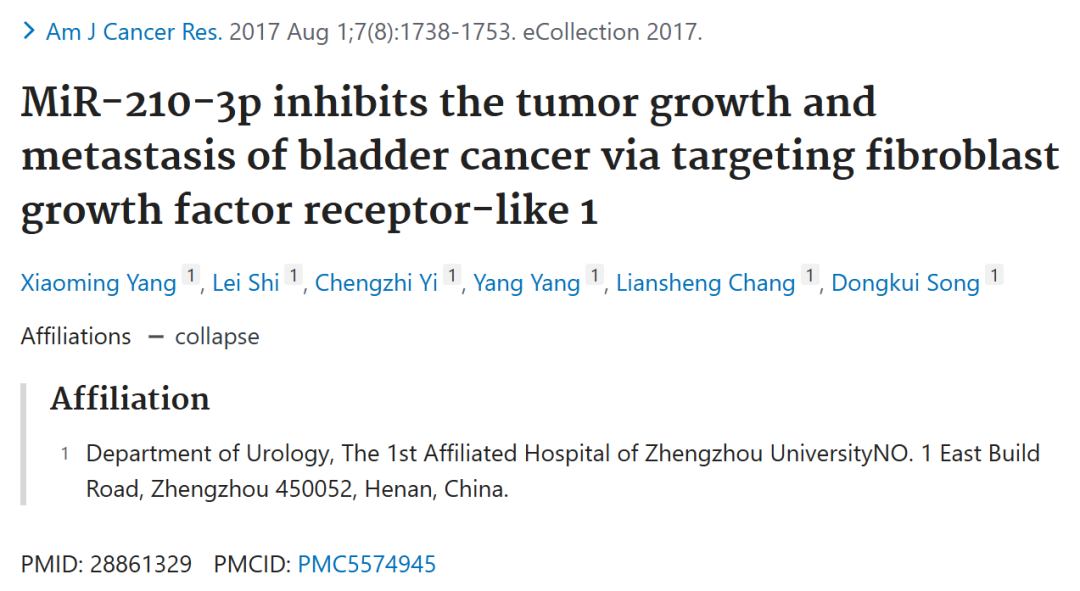 Am J Cancer Res. 2017 Aug 1;7(8):1738-1753. eCollection 2017.
MiR-210-3p inhibits the tumor growth and
metastasis of bladder cancer via targeting fibroblast
growth factor receptor-like 1
Xiaoming Yang 1, Lei Shi 1, Chengzhi Yi 1, Yang Yang 1, Liansheng Chang 1, Dongkui Song 1
Affiliations — collapse
Affiliation
1 Department of Urology, The 1st Affiliated Hospital of Zhengzhou UniversityNO. 1 East Build
Road, Zhengzhou 450052, Henan, China.
PMID: 28861329 PMCID: PMC5574945